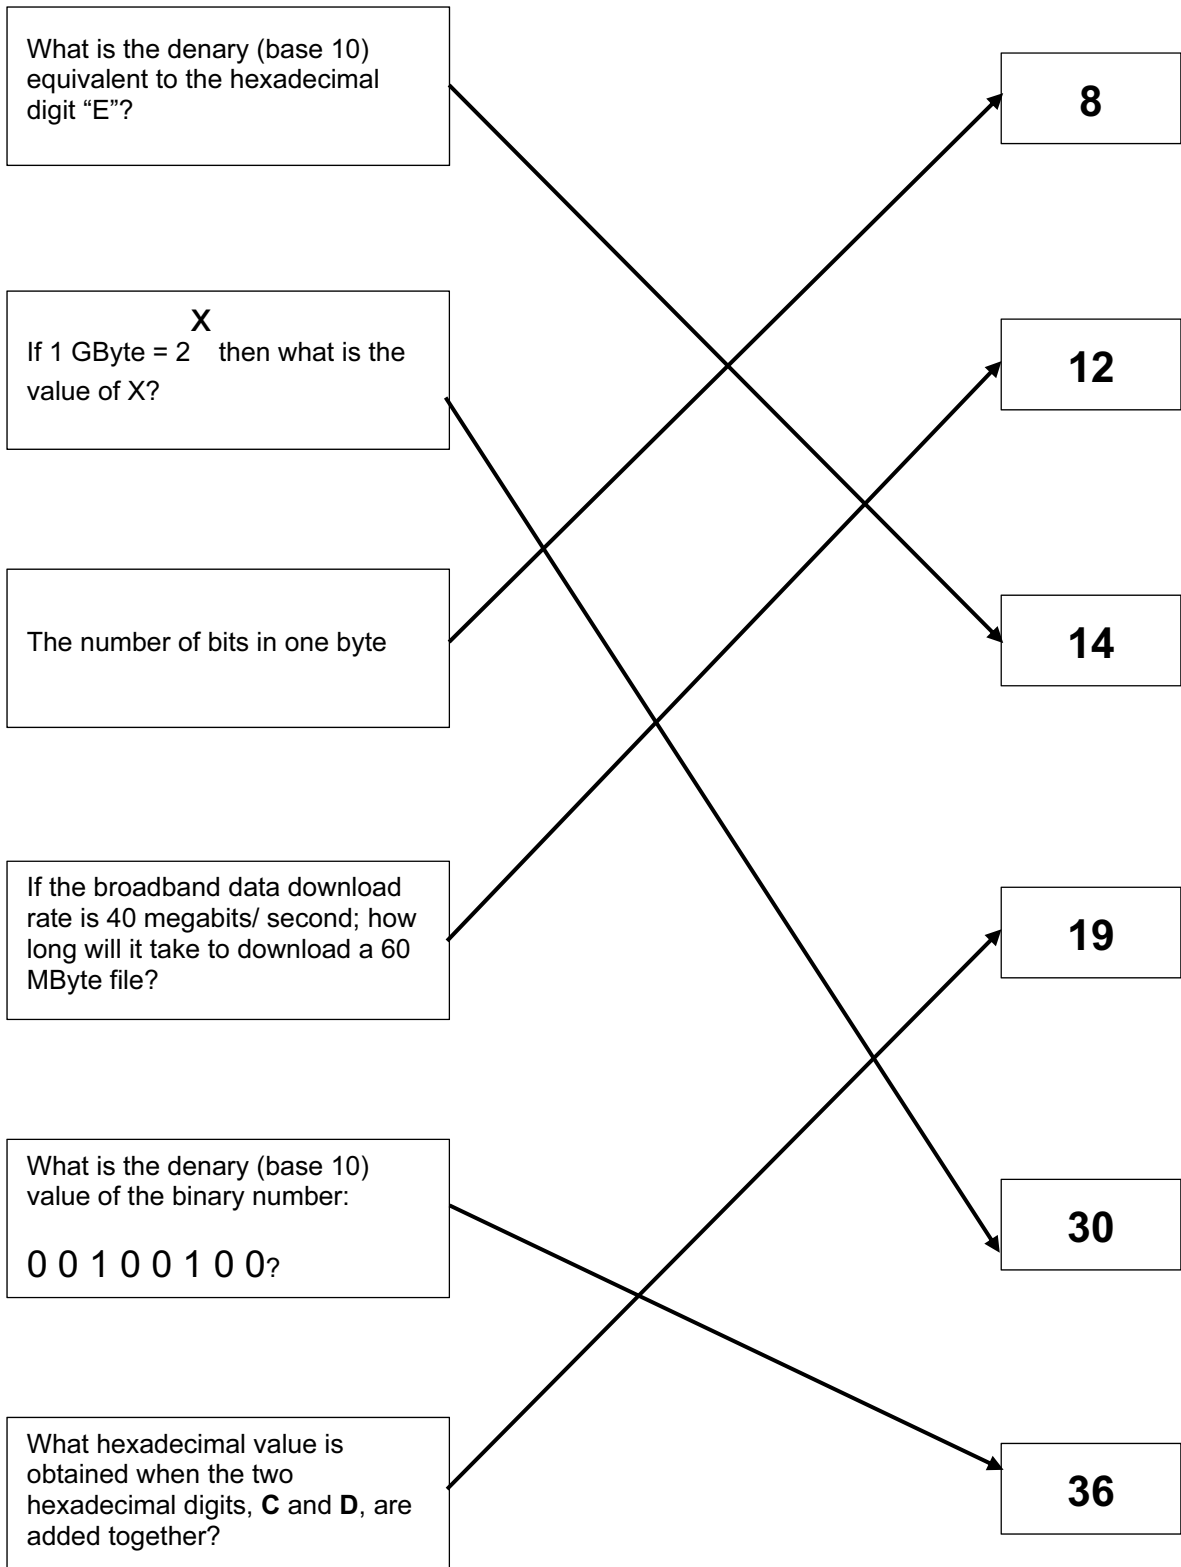 What is the denary (base 10)
equivalent to the hexadecimal
digit “E”?
8
X
If 1 GByte = 2 then what is the
value of X?
12
The number of bits in one byte
14
If the broadband data download
rate is 40 megabits/ second; how
long will it take to download a 60
MByte file?
19
What is the denary (base 10)
value of the binary number:
0 0 1 0 0 1 0 0?
30
What hexadecimal value is
obtained when the two
hexadecimal digits, C and D, are
added together?
36